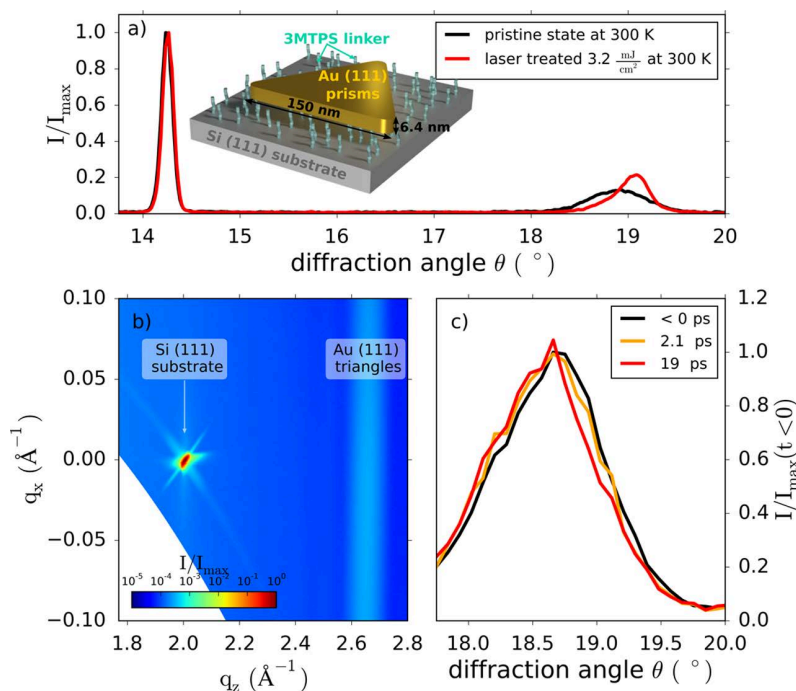 a)
3MTPS linker
Au (111)
prisms
150 nm
6.4 nm
Si (111) substrate
pristine state at 300 K
laser treated 3.2 mJ/cm² at 300 K
I/I_max
1.0
0.8
0.6
0.4
0.2
0.0
14 15 16 17 18 19 20
diffraction angle θ ( °)
b)
Si (111)
substrate
Au (111)
triangles
q_x (Å⁻¹)
0.10
0.05
0.00
−0.05
−0.10
I/I_max
10⁻⁵ 10⁻⁴ 10⁻³ 10⁻² 10⁻¹ 10⁰
1.8 2.0 2.2 2.4 2.6 2.8
q_z (Å⁻¹)
c)
< 0 ps
2.1 ps
19 ps
1.2
1.0
0.8
0.6
0.4
0.2
0.0
I/I_max(t <0)
18.0 18.5 19.0 19.5 20.0
diffraction angle θ ( °)